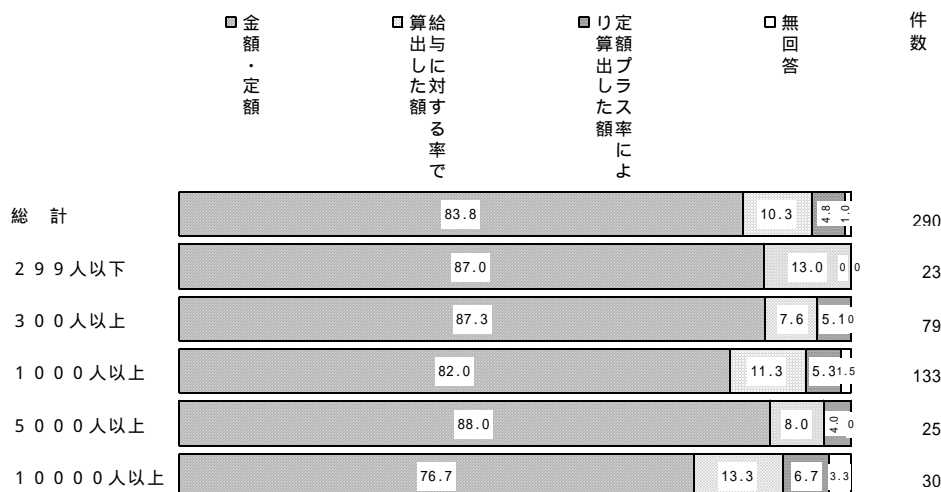 金額・定額
給与に対する率で
算出した額
定額プラス率によ
り算出した額
無回答
件数
総 計 83.8 10.3 4.8 1.0 290
299人以下 87.0 13.0 0 0 23
300人以上 87.3 7.6 5.1 0 79
1000人以上 82.0 11.3 5.3 1.5 133
5000人以上 88.0 8.0 4.0 0 25
10000人以上 76.7 13.3 6.7 3.3 30